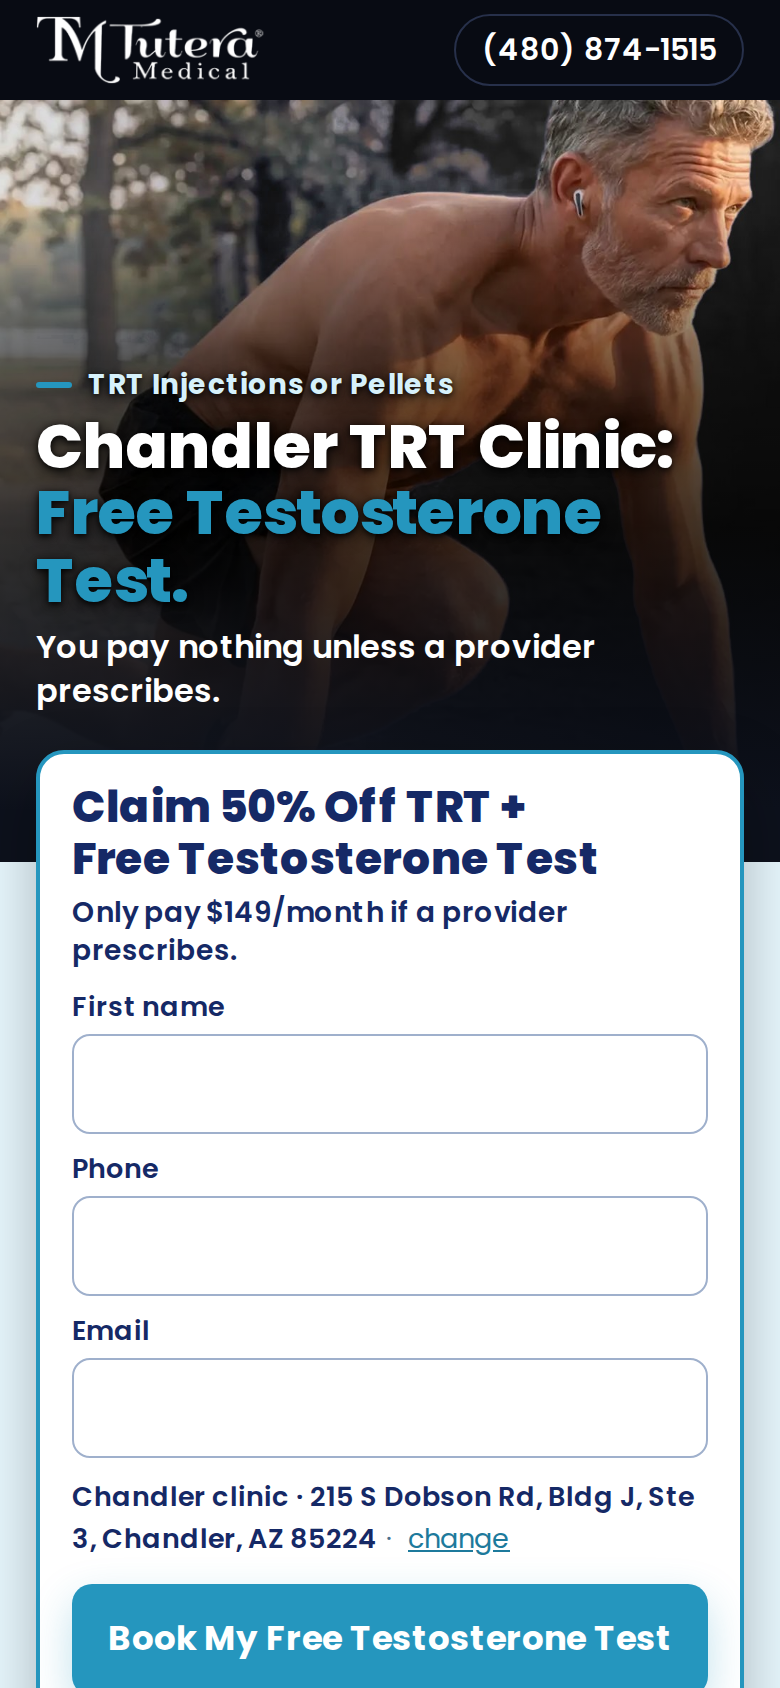 TM Tutera®
Medical
(480) 874-1515
TRT Injections or Pellets
Chandler TRT Clinic:
Free Testosterone
Test.
You pay nothing unless a provider
prescribes.
Claim 50% Off TRT +
Free Testosterone Test
Only pay $149/month if a provider
prescribes.
First name
Phone
Email
Chandler clinic · 215 S Dobson Rd, Bldg J, Ste
3, Chandler, AZ 85224 · change
Book My Free Testosterone Test